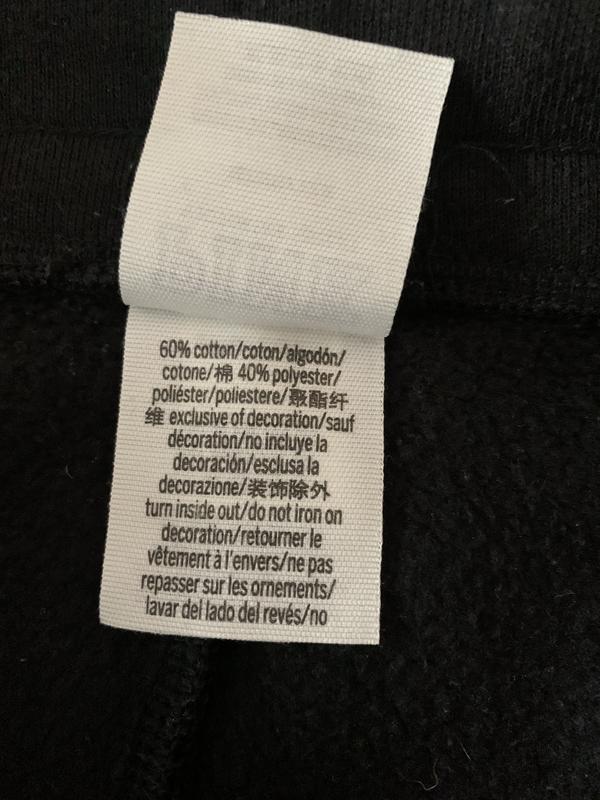 60% cotton/coton/algodón/
cotone/棉 40% polyester/
poliéster/poliestere/聚酯纤
维 exclusive of decoration/sauf
décoration/no incluye la
decoración/esclusa la
decorazione/装饰除外
turn inside out/do not iron on
decoration/retourner le
vêtement à l'envers/ne pas
repasser sur les ornements/
lavar del lado del revés/no